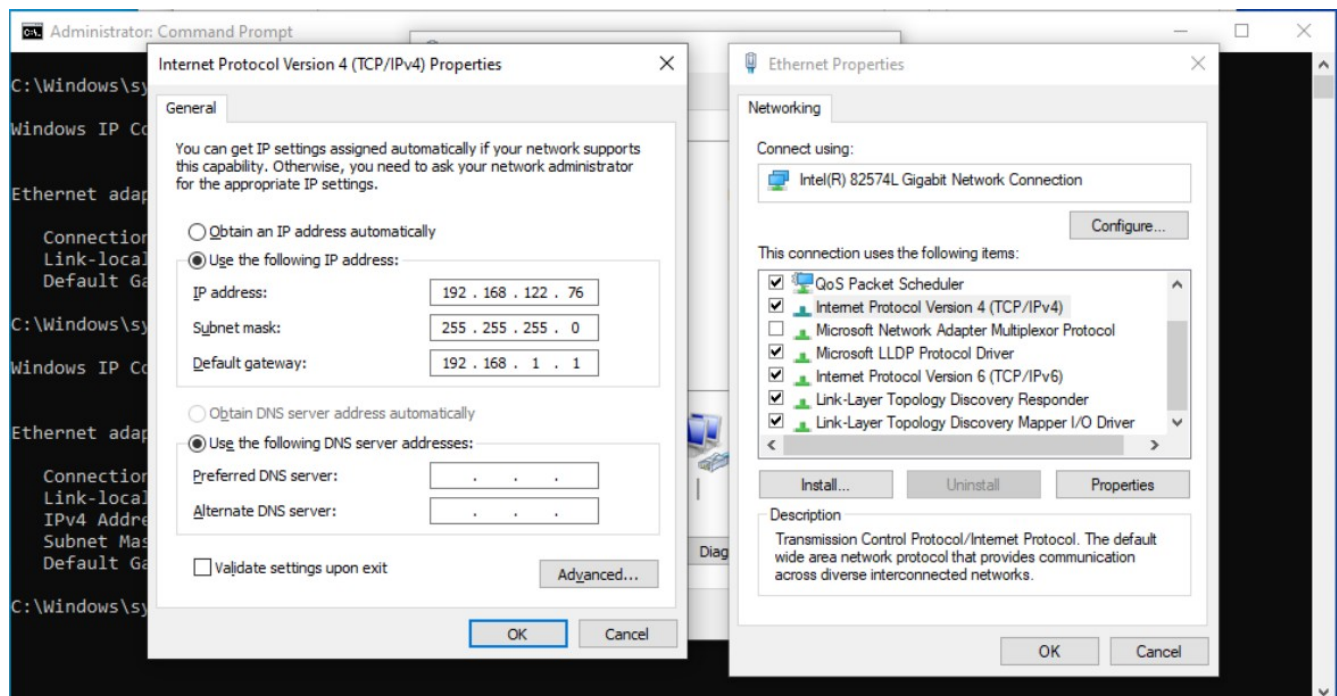 Administrator: Command Prompt
C:\Windows\sy
Windows IP Co
Ethernet adap
Connection
Link-local
Default Ga
C:\Windows\sy
Windows IP Co
Ethernet adap
Connection
Link-local
IPv4 Addre
Subnet Mas
Default Ga
C:\Windows\sy
Internet Protocol Version 4 (TCP/IPv4) Properties
General
You can get IP settings assigned automatically if your network supports
this capability. Otherwise, you need to ask your network administrator
for the appropriate IP settings.
Obtain an IP address automatically
Use the following IP address:
IP address: 192 . 168 . 122 . 76
Subnet mask: 255 . 255 . 255 . 0
Default gateway: 192 . 168 . 1 . 1
Obtain DNS server address automatically
Use the following DNS server addresses:
Preferred DNS server: . . .
Alternate DNS server: . . .
Validate settings upon exit
Advanced...
OK Cancel
Diag
Ethernet Properties
Networking
Connect using:
Intel(R) 82574L Gigabit Network Connection
Configure...
This connection uses the following items:
QoS Packet Scheduler
Internet Protocol Version 4 (TCP/IPv4)
Microsoft Network Adapter Multiplexor Protocol
Microsoft LLDP Protocol Driver
Internet Protocol Version 6 (TCP/IPv6)
Link-Layer Topology Discovery Responder
Link-Layer Topology Discovery Mapper I/O Driver
Install... Uninstall Properties
Description
Transmission Control Protocol/Internet Protocol. The default
wide area network protocol that provides communication
across diverse interconnected networks.
OK Cancel